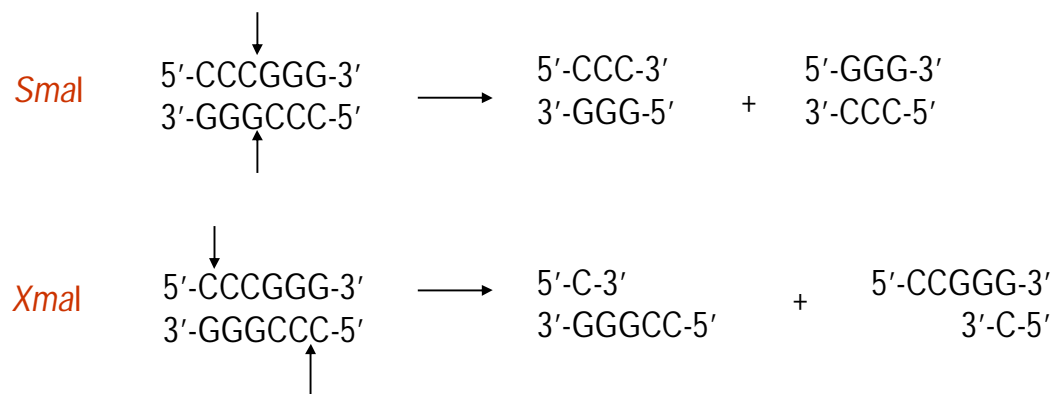 5′-CCCGGG-3′
3′-GGGCCC-5′
SmaI
5′-CCC-3′
3′-GGG-5′
+
5′-GGG-3′
3′-CCC-5′
XmaI
5′-CCCGGG-3′
3′-GGGCCC-5′
5′-C-3′
3′-GGGCC-5′
+
5′-CCGGG-3′
3′-C-5′